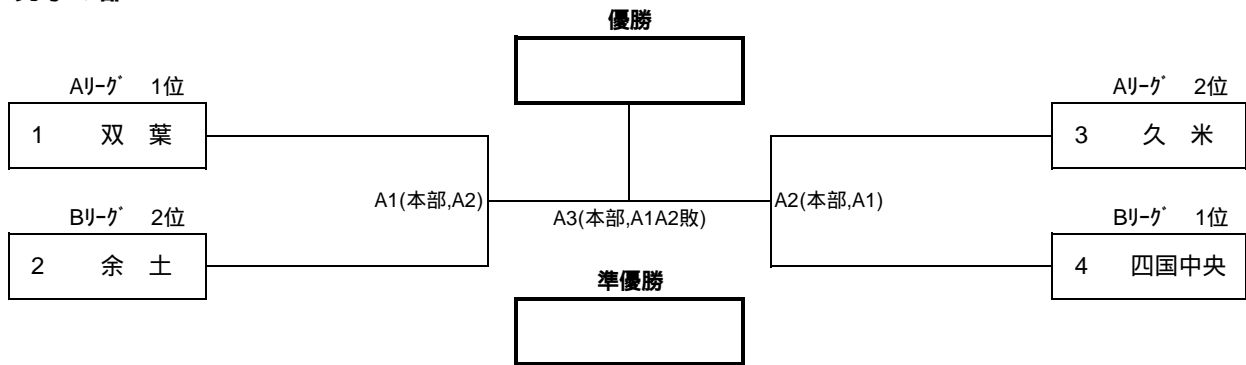 優勝
Aﾘｰｸﾞ 1位
Aﾘｰｸﾞ 2位
1 双 葉
3 久 米
A1(本部,A2)
A3(本部,A1A2敗)
A2(本部,A1)
Bﾘｰｸﾞ 2位
Bﾘｰｸﾞ 1位
2 余 土
4 四国中央
準優勝